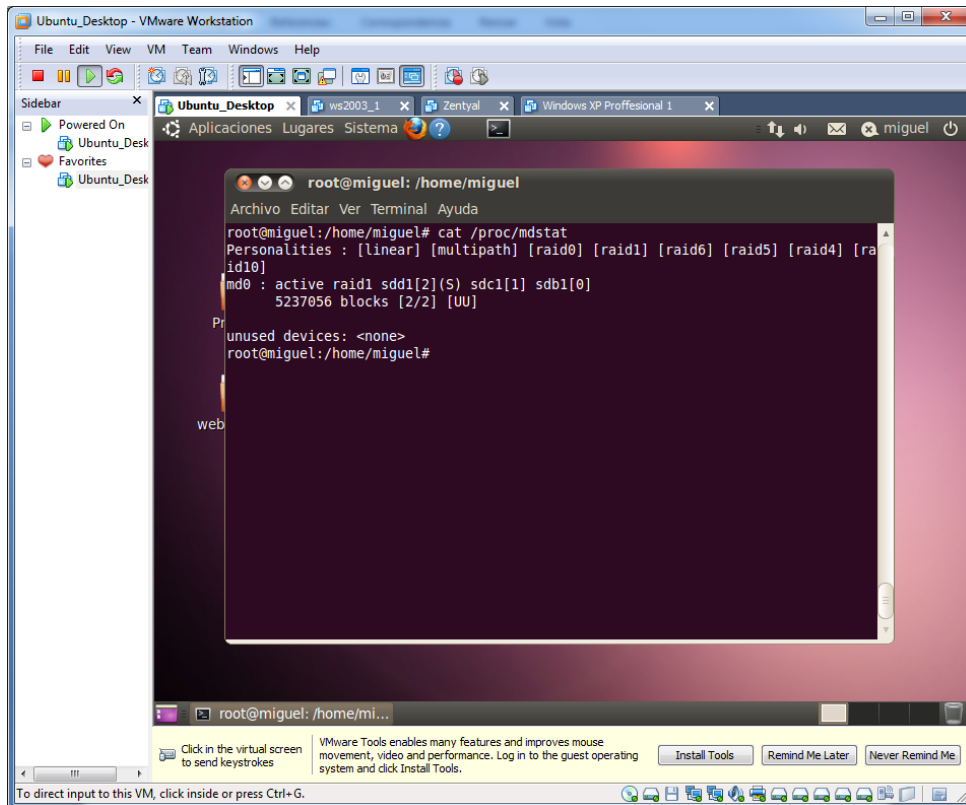 Ubuntu_Desktop - VMware Workstation
File Edit View VM Team Windows Help
Sidebar ×
Powered On
Ubuntu_Desk
Favorites
Ubuntu_Desk
Ubuntu_Desktop × ws2003_1 × Zentyal × Windows XP Proffesional 1 ×
Aplicaciones Lugares Sistema miguel
root@miguel: /home/miguel
Archivo Editar Ver Terminal Ayuda
root@miguel:/home/miguel# cat /proc/mdstat
Personalities : [linear] [multipath] [raid0] [raid1] [raid6] [raid5] [raid4] [ra
id10]
md0 : active raid1 sdd1[2](S) sdc1[1] sdb1[0]
5237056 blocks [2/2] [UU]
Pr
unused devices: <none>
root@miguel:/home/miguel#
web
root@miguel: /home/mi...
Click in the virtual screen
to send keystrokes
VMware Tools enables many features and improves mouse
movement, video and performance. Log in to the guest operating
system and click Install Tools.
Install Tools Remind Me Later Never Remind Me
To direct input to this VM, click inside or press Ctrl+G.